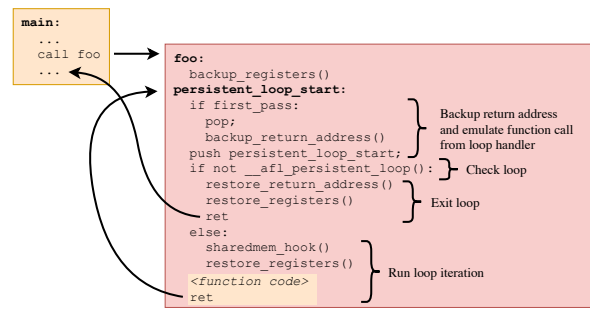 main:
...
call foo
...
foo:
backup_registers()
persistent_loop_start:
if first_pass:
pop;
backup_return_address()
push persistent_loop_start;
if not __afl_persistent_loop():
restore_return_address()
restore_registers()
ret
else:
sharedmem_hook()
restore_registers()
<function code>
ret
Backup return address
and emulate function call
from loop handler
Check loop
Exit loop
Run loop iteration